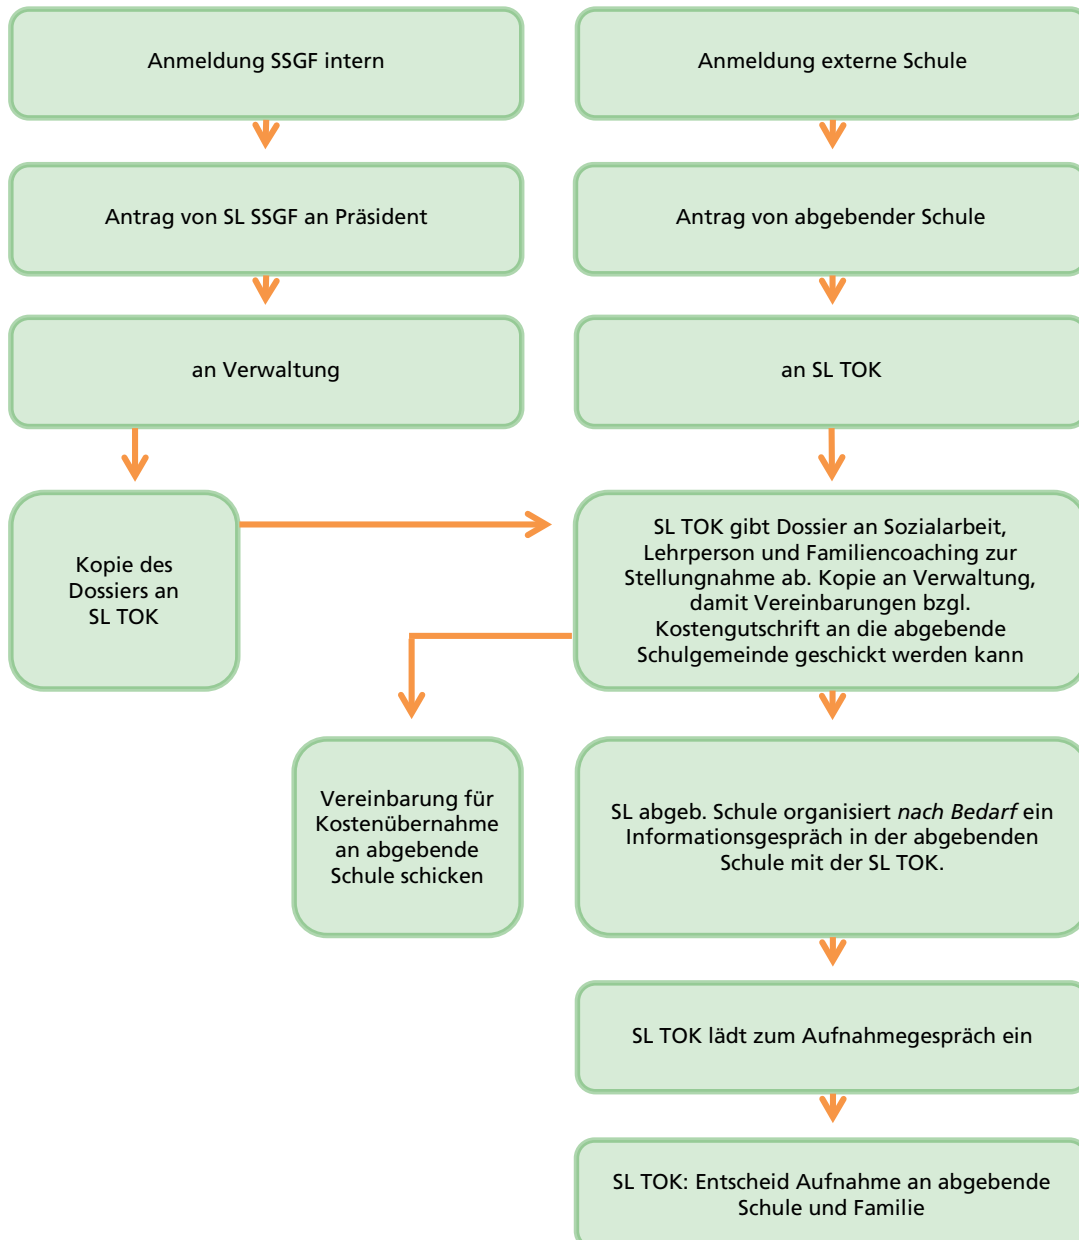 Anmeldung SSGF intern
Anmeldung externe Schule
Antrag von SL SSGF an Präsident
Antrag von abgebender Schule
an Verwaltung
an SL TOK
Kopie des
Dossiers an
SL TOK
SL TOK gibt Dossier an Sozialarbeit,
Lehrperson und Familiencoaching zur
Stellungnahme ab. Kopie an Verwaltung,
damit Vereinbarungen bzgl.
Kostengutschrift an die abgebende
Schulgemeinde geschickt werden kann
Vereinbarung für
Kostenübernahme
an abgebende
Schule schicken
SL abgeb. Schule organisiert nach Bedarf ein
Informationsgespräch in der abgebenden
Schule mit der SL TOK.
SL TOK lädt zum Aufnahmegespräch ein
SL TOK: Entscheid Aufnahme an abgebende
Schule und Familie